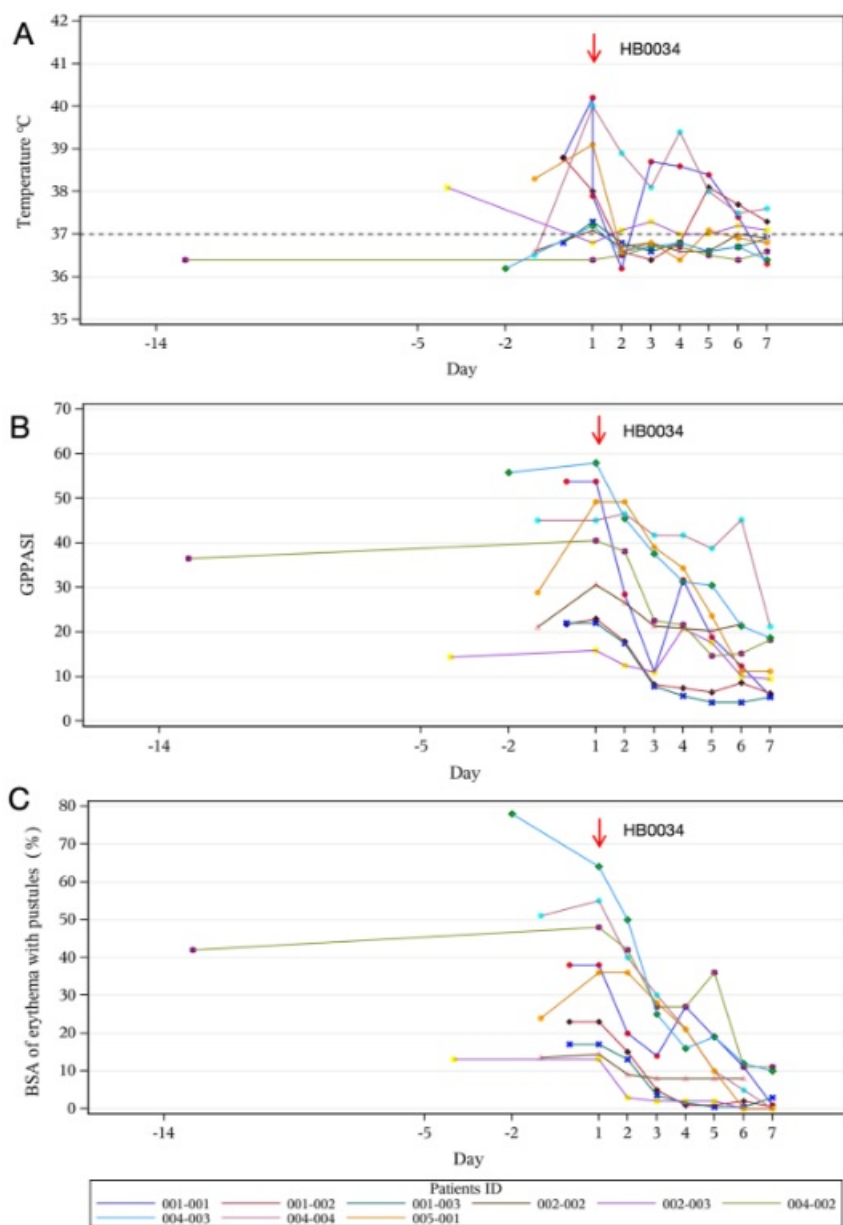 A
HB0034
42
41
40
39
38
37
36
35
Temperature °C
-14 -5 -2 1 2 3 4 5 6 7
Day
B
HB0034
70
60
50
40
30
20
10
0
GPPASI
-14 -5 -2 1 2 3 4 5 6 7
Day
C
HB0034
80
70
60
50
40
30
20
10
0
BSA of erythema with pustules (%)
-14 -5 -2 1 2 3 4 5 6 7
Day
Patients ID
001-001 001-002 001-003 002-002 002-003 004-002
004-003 004-004 005-001